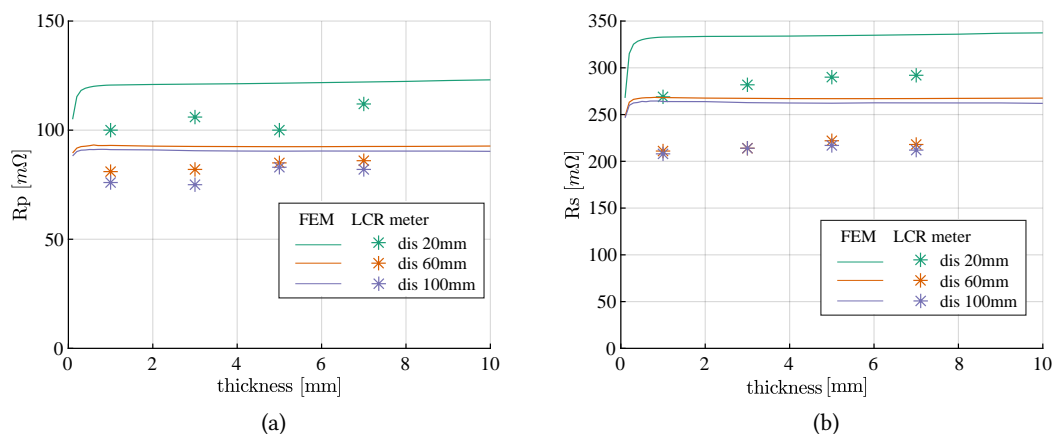 150
100
50
0
Rp [mΩ]
0 2 4 6 8 10
thickness [mm]
FEM LCR meter
dis 20mm
dis 60mm
dis 100mm
(a)
350
300
250
200
150
100
50
0
Rs [mΩ]
0 2 4 6 8 10
thickness [mm]
FEM LCR meter
dis 20mm
dis 60mm
dis 100mm
(b)